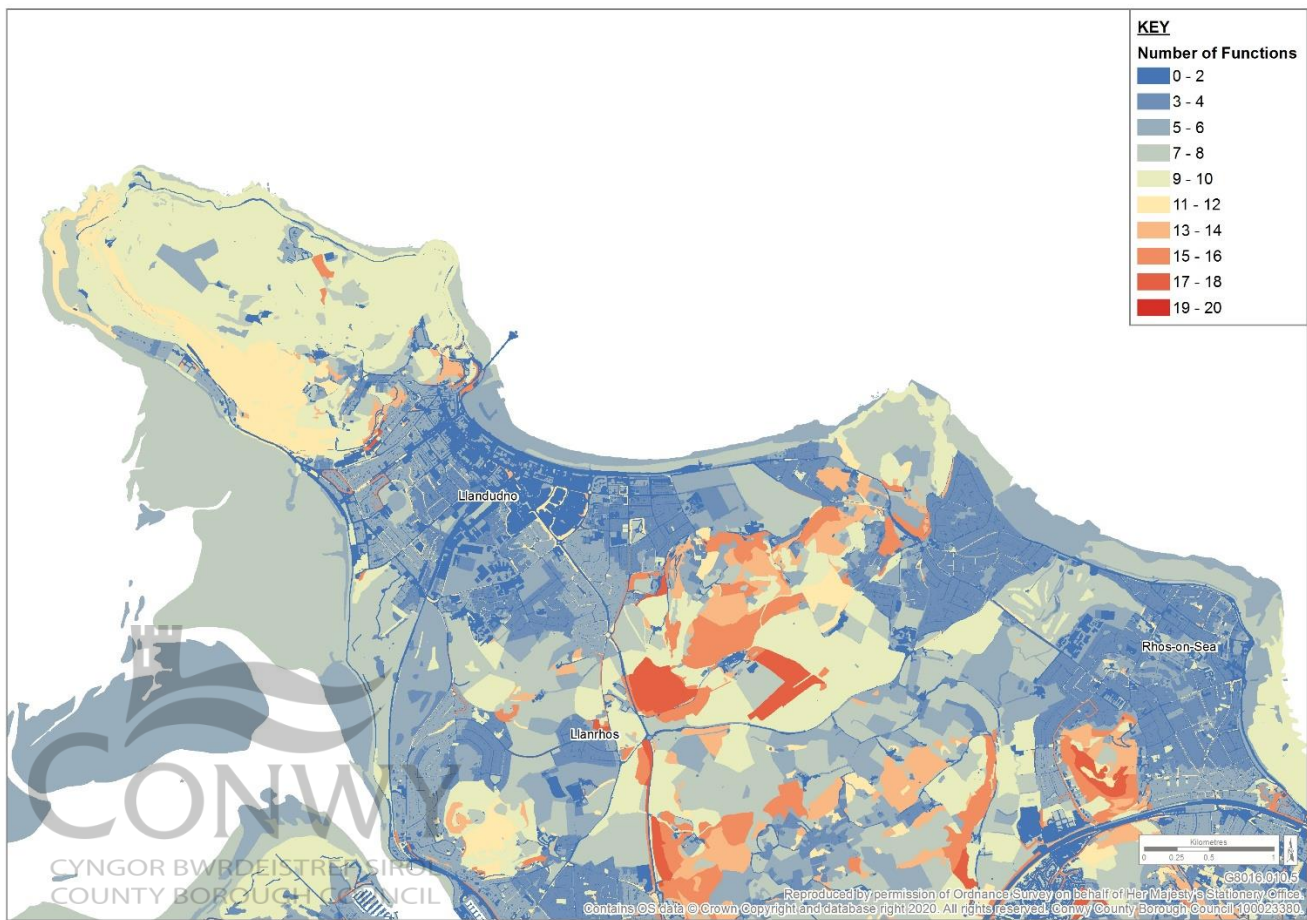 KEY
Number of Functions
0 - 2
3 - 4
5 - 6
7 - 8
9 - 10
11 - 12
13 - 14
15 - 16
17 - 18
19 - 20
Llandudno
Rhos-on-Sea
Llanrhos
CONWY
CYNGOR BWRDEISTREF SIROL
COUNTY BOROUGH COUNCIL
Kilometres
0 0.25 0.5 1
G8016.010.5
Reproduced by permission of Ordnance Survey on behalf of Her Majesty's Stationery Office.
Contains OS data © Crown Copyright and database right 2020. All rights reserved. Conwy County Borough Council 100023380.